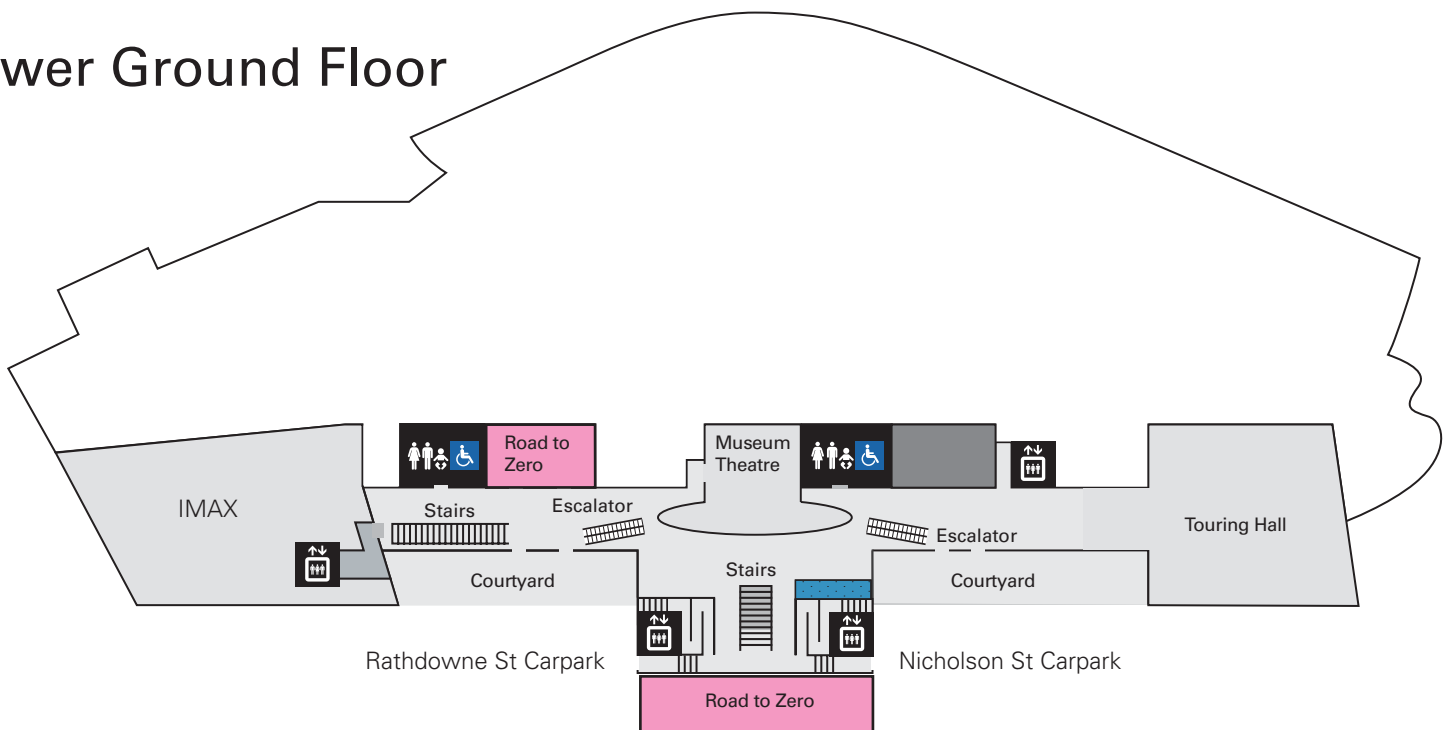 wer Ground Floor
Road to
Zero
Museum
Theatre
IMAX
Stairs
Escalator
Escalator
Touring Hall
Courtyard
Stairs
Courtyard
Rathdowne St Carpark
Nicholson St Carpark
Road to Zero